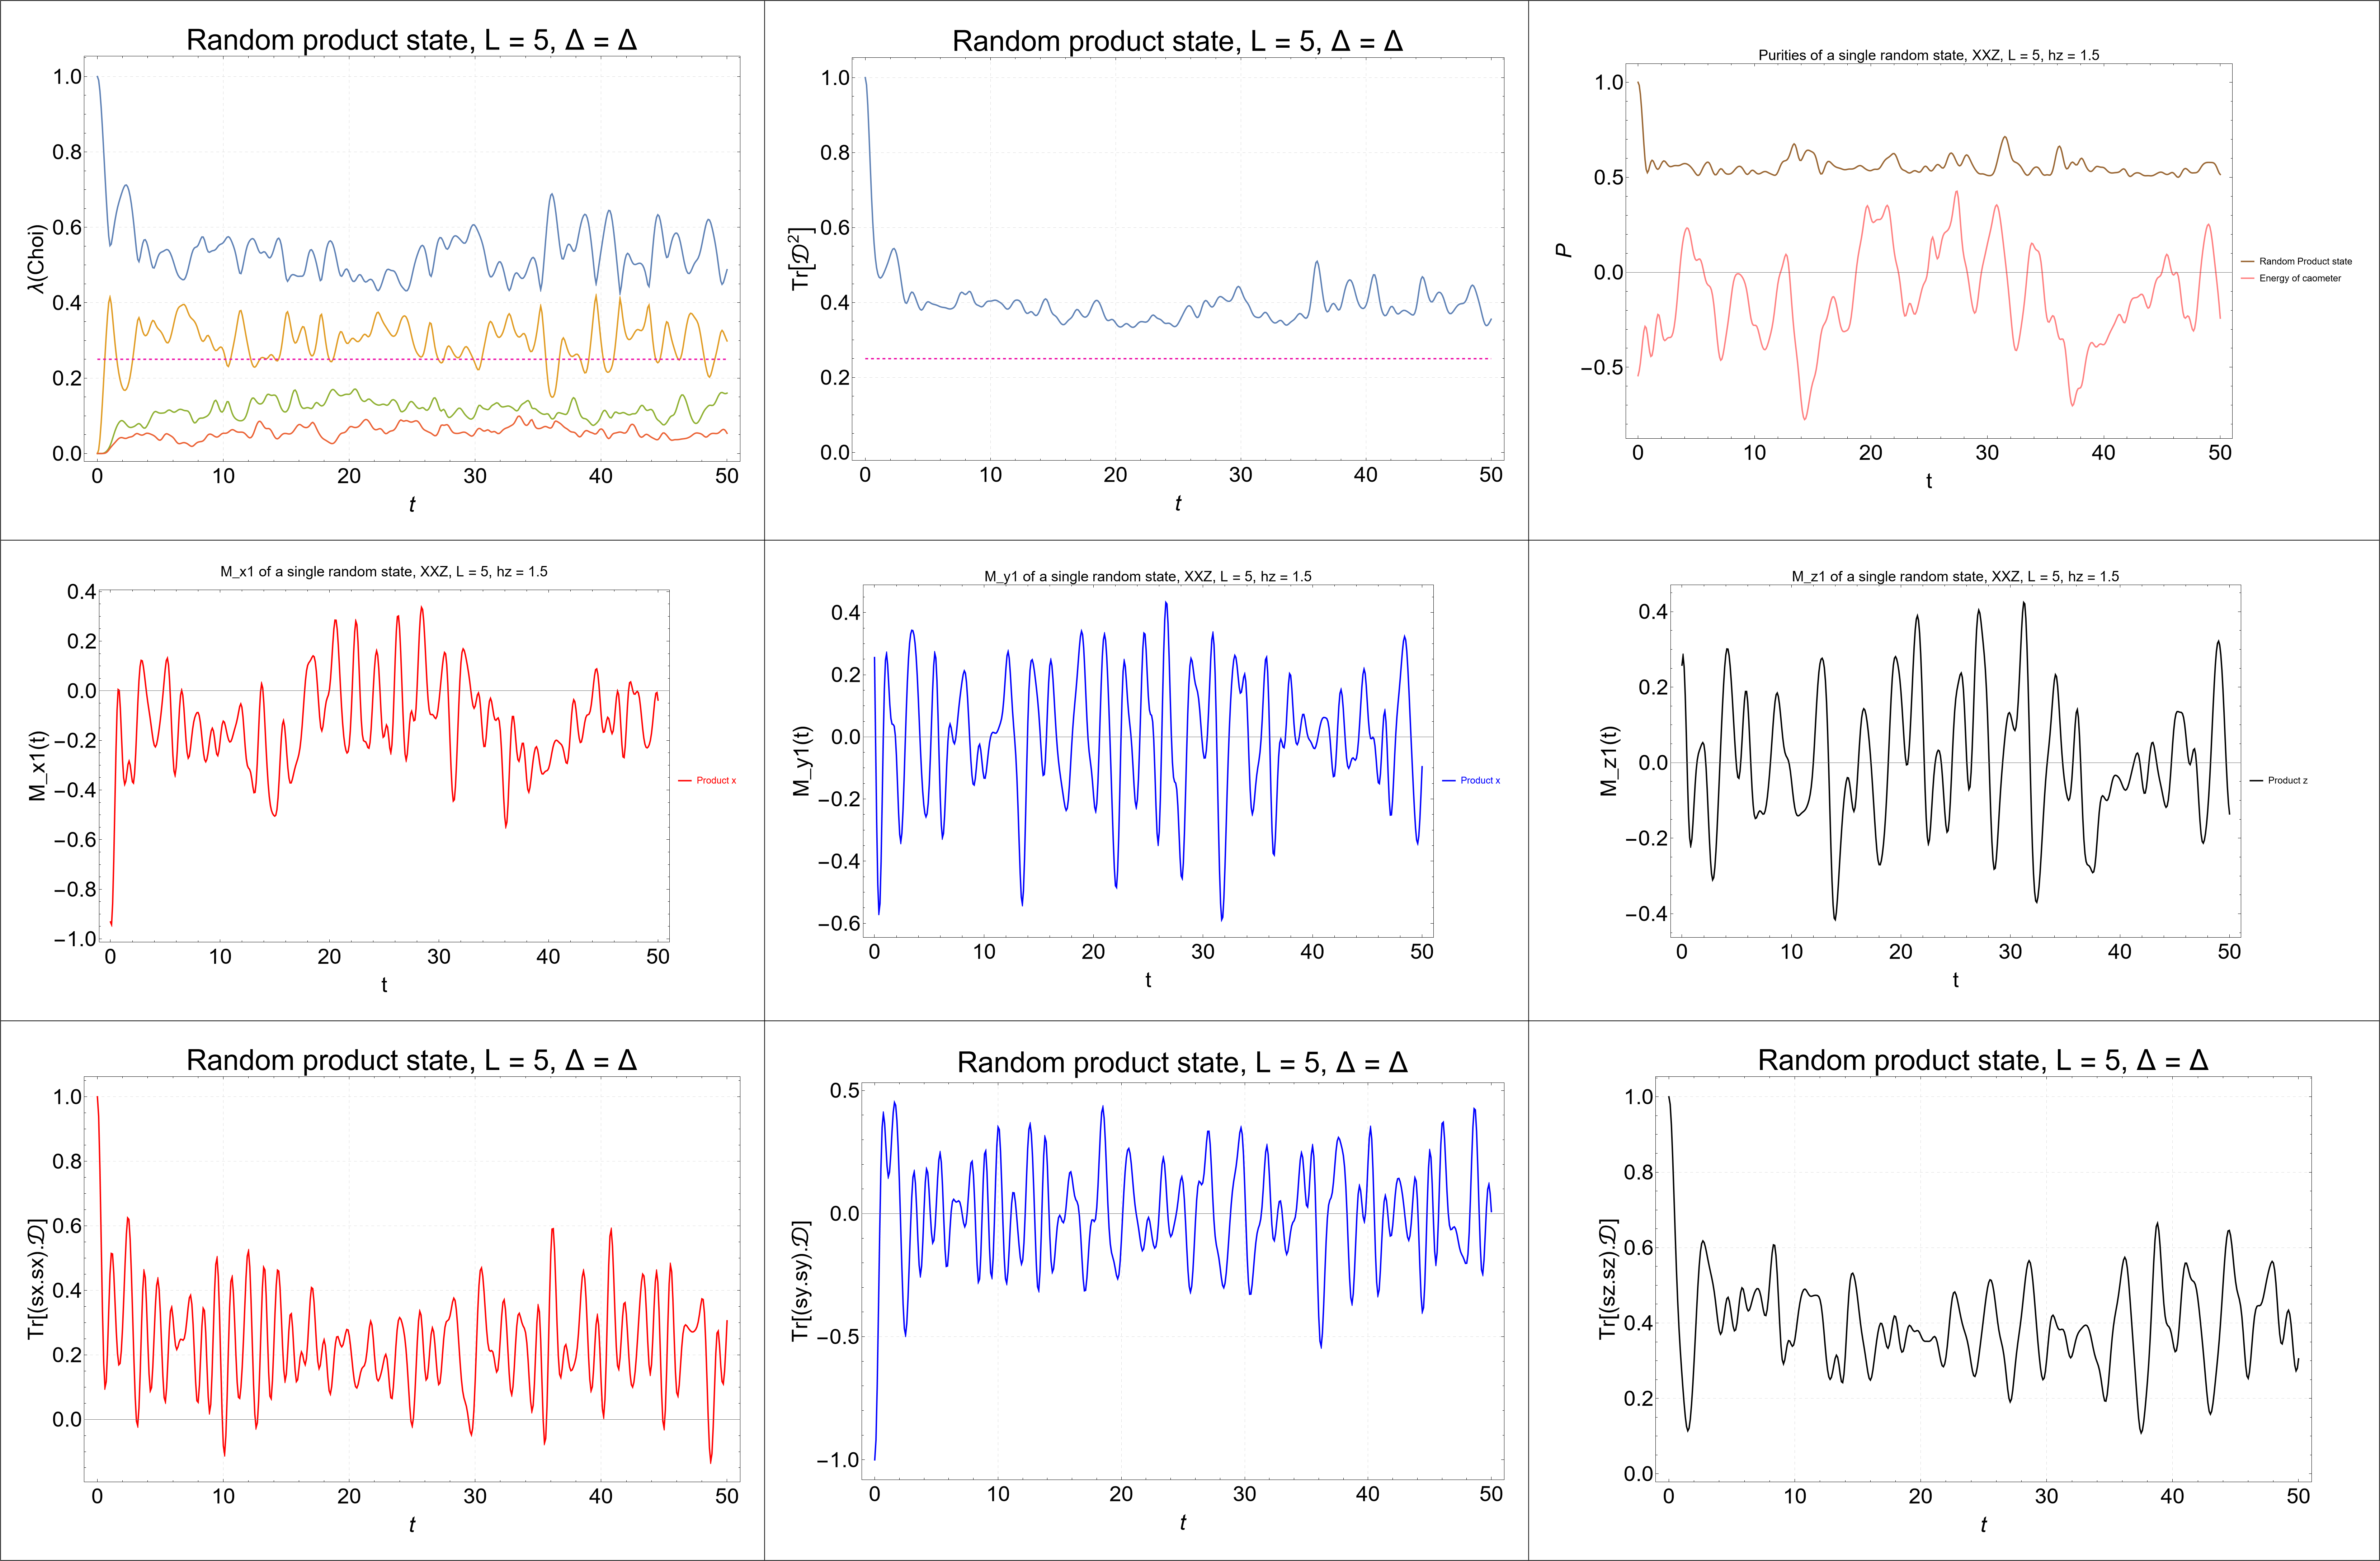 Random product state, L = 5, Δ = Δ
λ(Choi)
1.0
0.8
0.6
0.4
0.2
0.0
0 10 20 30 40 50
t
Random product state, L = 5, Δ = Δ
Tr[𝒟²]
1.0
0.8
0.6
0.4
0.2
0.0
0 10 20 30 40 50
t
Purities of a single random state, XXZ, L = 5, hz = 1.5
P
1.0
0.5
0.0
−0.5
0 10 20 30 40 50
t
Random Product state
Energy of caometer
M_x1 of a single random state, XXZ, L = 5, hz = 1.5
M_x1(t)
0.4
0.2
0.0
−0.2
−0.4
−0.6
−0.8
−1.0
0 10 20 30 40 50
t
Product x
M_y1 of a single random state, XXZ, L = 5, hz = 1.5
M_y1(t)
0.4
0.2
0.0
−0.2
−0.4
−0.6
0 10 20 30 40 50
t
Product x
M_z1 of a single random state, XXZ, L = 5, hz = 1.5
M_z1(t)
0.4
0.2
0.0
−0.2
−0.4
0 10 20 30 40 50
t
Product z
Random product state, L = 5, Δ = Δ
Tr[(sx.sx).𝒟]
1.0
0.8
0.6
0.4
0.2
0.0
0 10 20 30 40 50
t
Random product state, L = 5, Δ = Δ
Tr[(sy.sy).𝒟]
0.5
0.0
−0.5
−1.0
0 10 20 30 40 50
t
Random product state, L = 5, Δ = Δ
Tr[(sz.sz).𝒟]
1.0
0.8
0.6
0.4
0.2
0.0
0 10 20 30 40 50
t